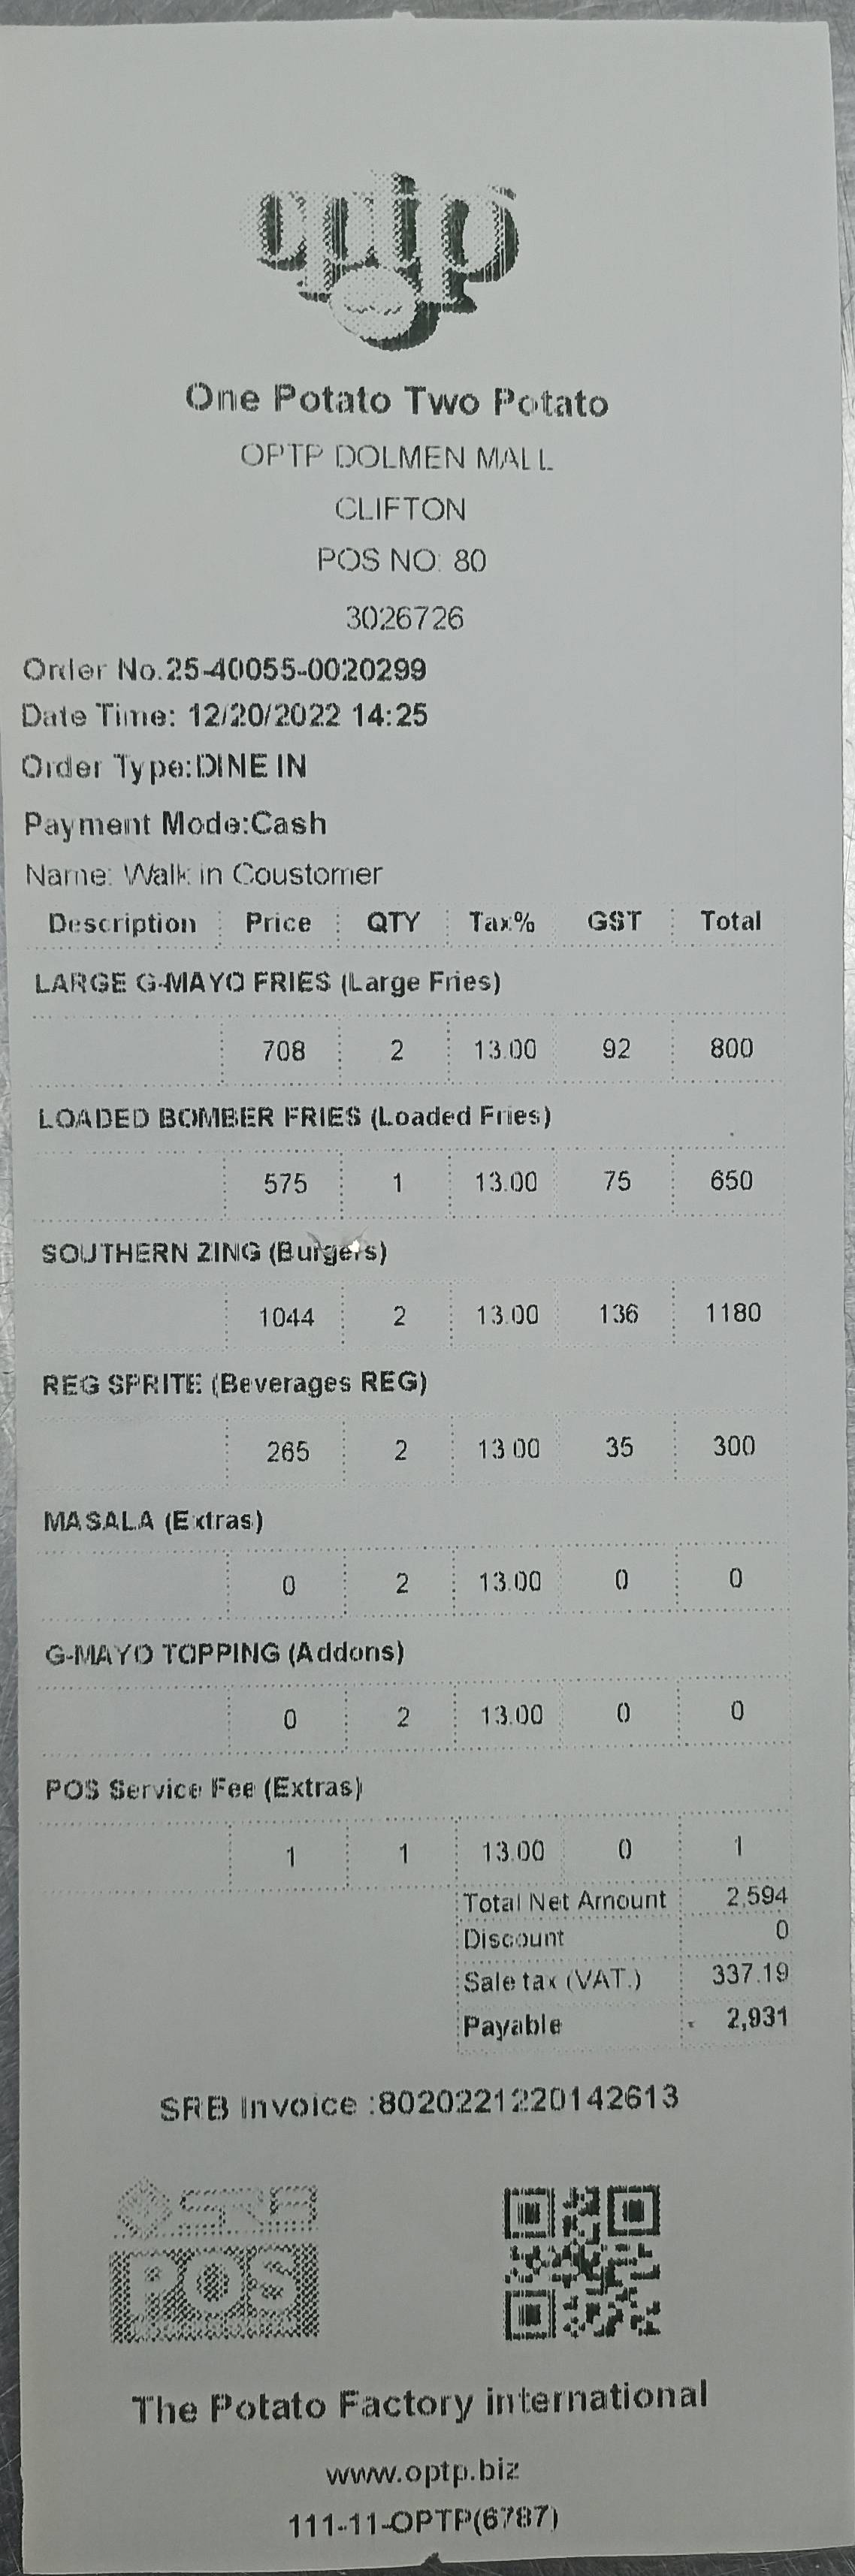 optp
One Potato Two Potato
OPTP DOLMEN MALL
CLIFTON
POS NO: 80
3026726
Order No.25-40055-0020299
Date Time: 12/20/2022 14:25
Order Type:DINE IN
Payment Mode:Cash
Name: Walk in Coustomer
Description Price QTY Tax% GST Total
LARGE G-MAYO FRIES (Large Fries)
708 2 13.00 92 800
LOADED BOMBER FRIES (Loaded Fries)
575 1 13.00 75 650
SOUTHERN ZING (Burgers)
1044 2 13.00 136 1180
REG SPRITE (Beverages REG)
265 2 13.00 35 300
MASALA (Extras)
0 2 13.00 0 0
G-MAYO TOPPING (Addons)
0 2 13.00 0 0
POS Service Fee (Extras)
1 1 13.00 0 1
Total Net Amount 2,594
Discount 0
Sale tax (VAT.) 337.19
Payable 2,931
SRB Invoice :8020221220142613
SRB
POS
The Potato Factory international
www.optp.biz
111-11-OPTP(6787)